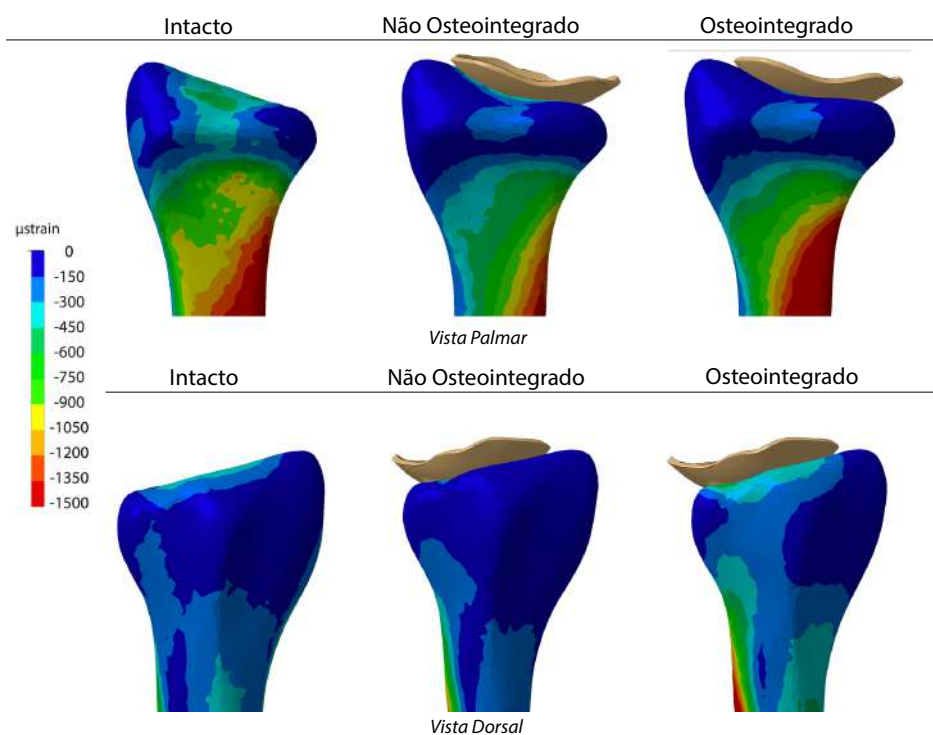 Intacto Não Osteointegrado Osteointegrado
µstrain
0
-150
-300
-450
-600
-750
-900
-1050
-1200
-1350
-1500
Vista Palmar
Intacto Não Osteointegrado Osteointegrado
Vista Dorsal